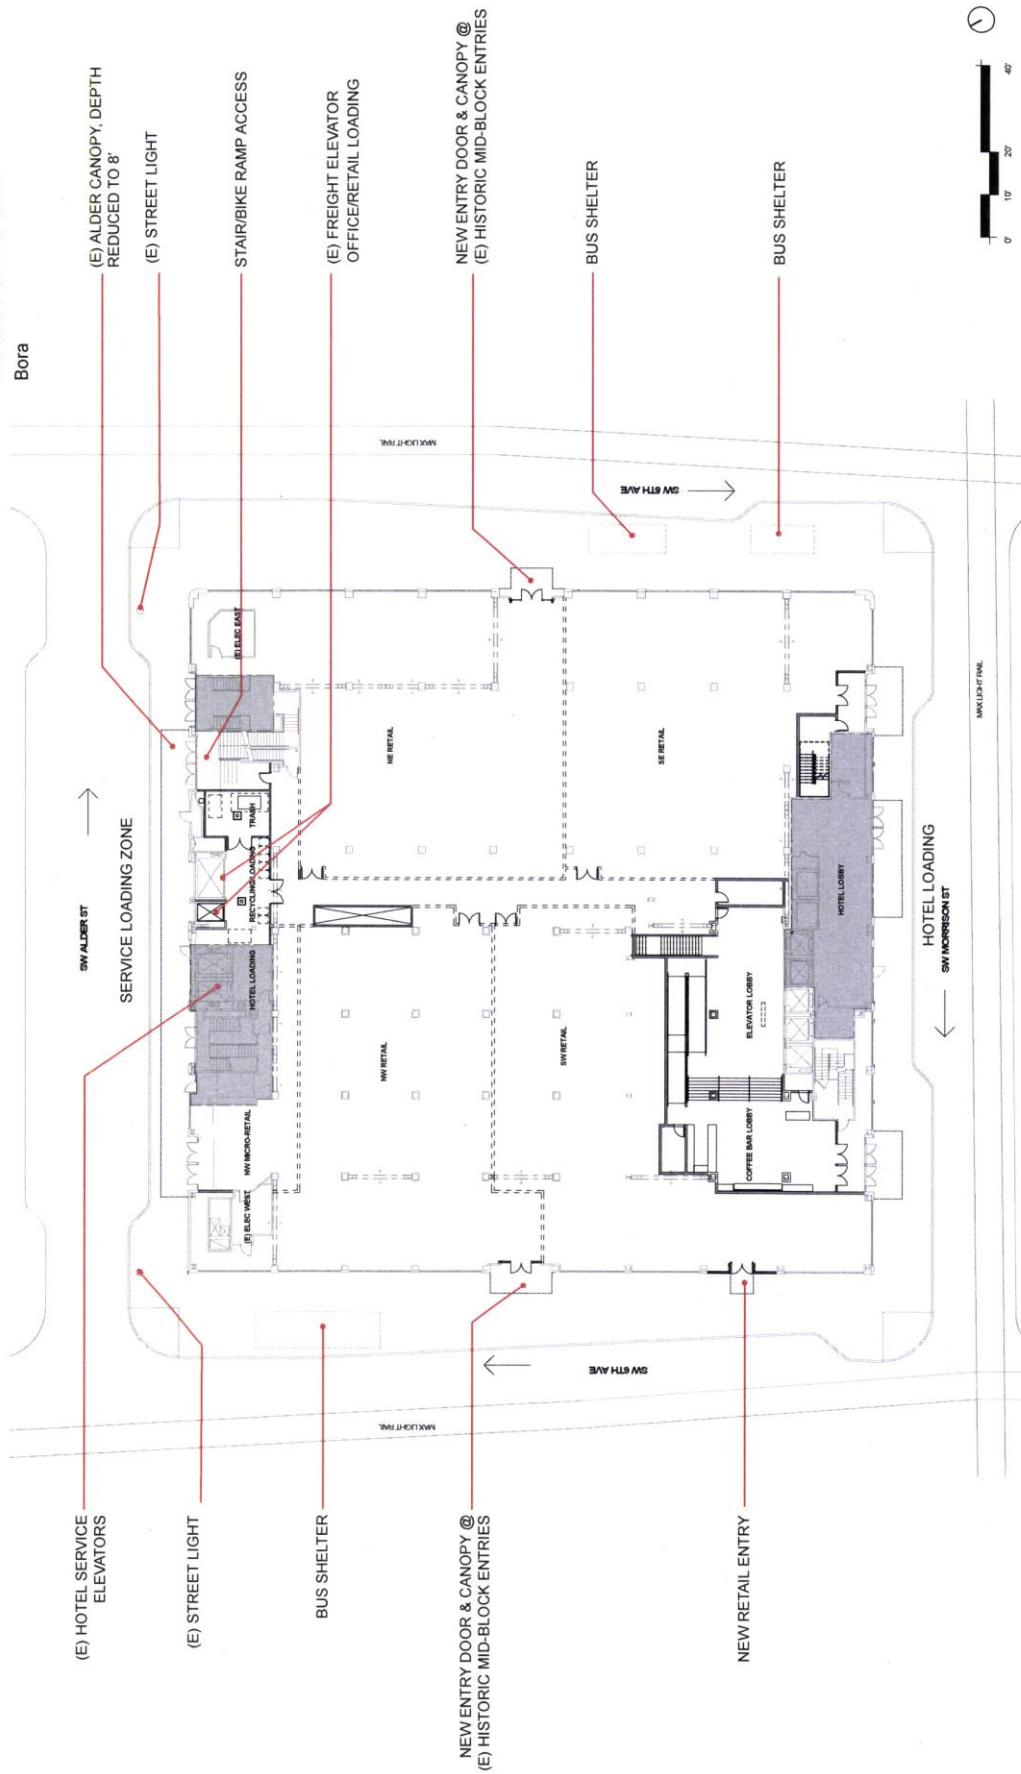 Bora
(E) ALDER CANOPY, DEPTH
REDUCED TO 8'
(E) STREET LIGHT
STAIR/BIKE RAMP ACCESS
(E) FREIGHT ELEVATOR
OFFICE/RETAIL LOADING
NEW ENTRY DOOR & CANOPY @
(E) HISTORIC MID-BLOCK ENTRIES
BUS SHELTER
BUS SHELTER
0'
10'
20'
40'
MAX LIGHT RAIL
SW 5TH AVE
SW ALDER ST
SERVICE LOADING ZONE
(E) ELEC EAST
TRASH
RECYCLING/LOADING
HOTEL LOADING
NW MICRO-RETAIL
(E) ELEC WEST
NE RETAIL
SE RETAIL
NW RETAIL
SW RETAIL
ELEVATOR LOBBY
COFFEE BAR LOBBY
HOTEL LOBBY
HOTEL LOADING
SW MORRISON ST
MAX LIGHT RAIL
SW 6TH AVE
MAX LIGHT RAIL
(E) HOTEL SERVICE
ELEVATORS
(E) STREET LIGHT
BUS SHELTER
NEW ENTRY DOOR & CANOPY @
(E) HISTORIC MID-BLOCK ENTRIES
NEW RETAIL ENTRY